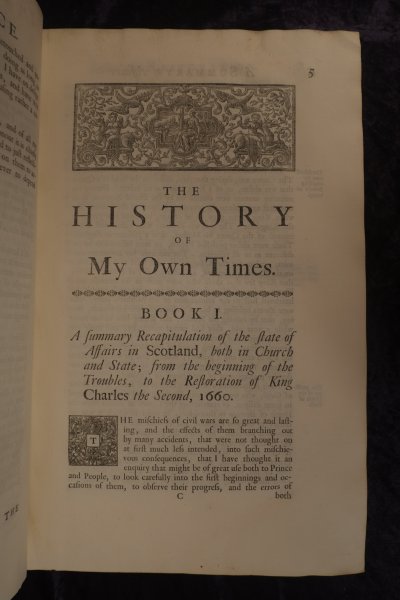 5
THE
HISTORY
OF
My Own Times.
BOOK I.
A ſummary Recapitulation of the ſtate of
Affairs in Scotland, both in Church
and State; from the beginning of the
Troubles, to the Reſtoration of King
Charles the Second, 1660.
THE miſchiefs of civil wars are ſo great and laſt-
ing, and the effects of them branching out
by many accidents, that were not thought on
at firſt much leſs intended, into ſuch miſchie-
vous conſequences, that I have thought it an
enquiry that might be of great uſe both to Prince
and People, to look carefully into the firſt beginnings and oc-
caſions of them, to obſerve their progreſs, and the errors of
C both
THE